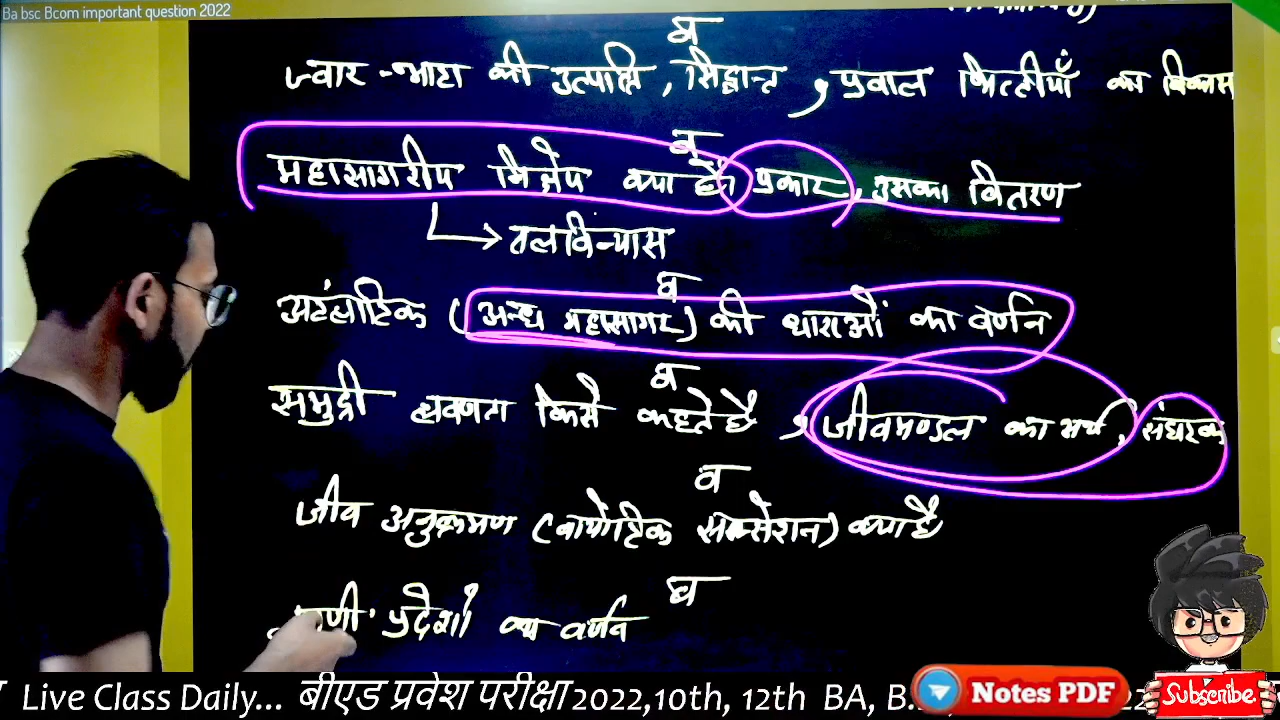 Ba bsc Bcom important question 2022
ब
ज्वार-भाटा की उत्पत्ति, सिद्धान्त, प्रवाल भित्तीयाँ का विकास
ब
महासागरीय निक्षेप क्या है। प्रकार, उसका वितरण
→ तलविन्यास
अटलांटिक (अन्ध महासागर) की धाराओं का वर्णन
समुद्री लवणता किसे कहते है, जीवमण्डल का अर्थ, संघटक
व
जीव अनुक्रमण (वायोटिक सक्सेशन) क्या है
प्रदेशों का वर्णन
Live Class Daily... बीएड प्रवेश परीक्षा 2022,10th, 12th BA, B.
Notes PDF
22
Subscribe